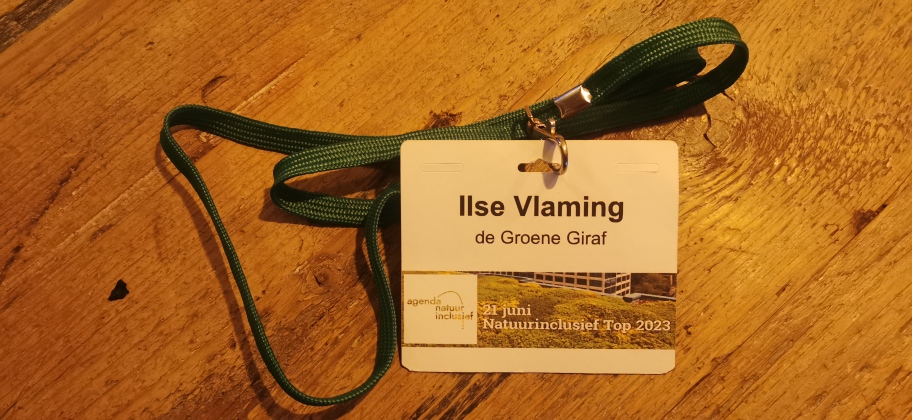 Ilse Vlaming
de Groene Giraf
agenda
natuur
inclusief
21 juni
Natuurinclusief Top 2023